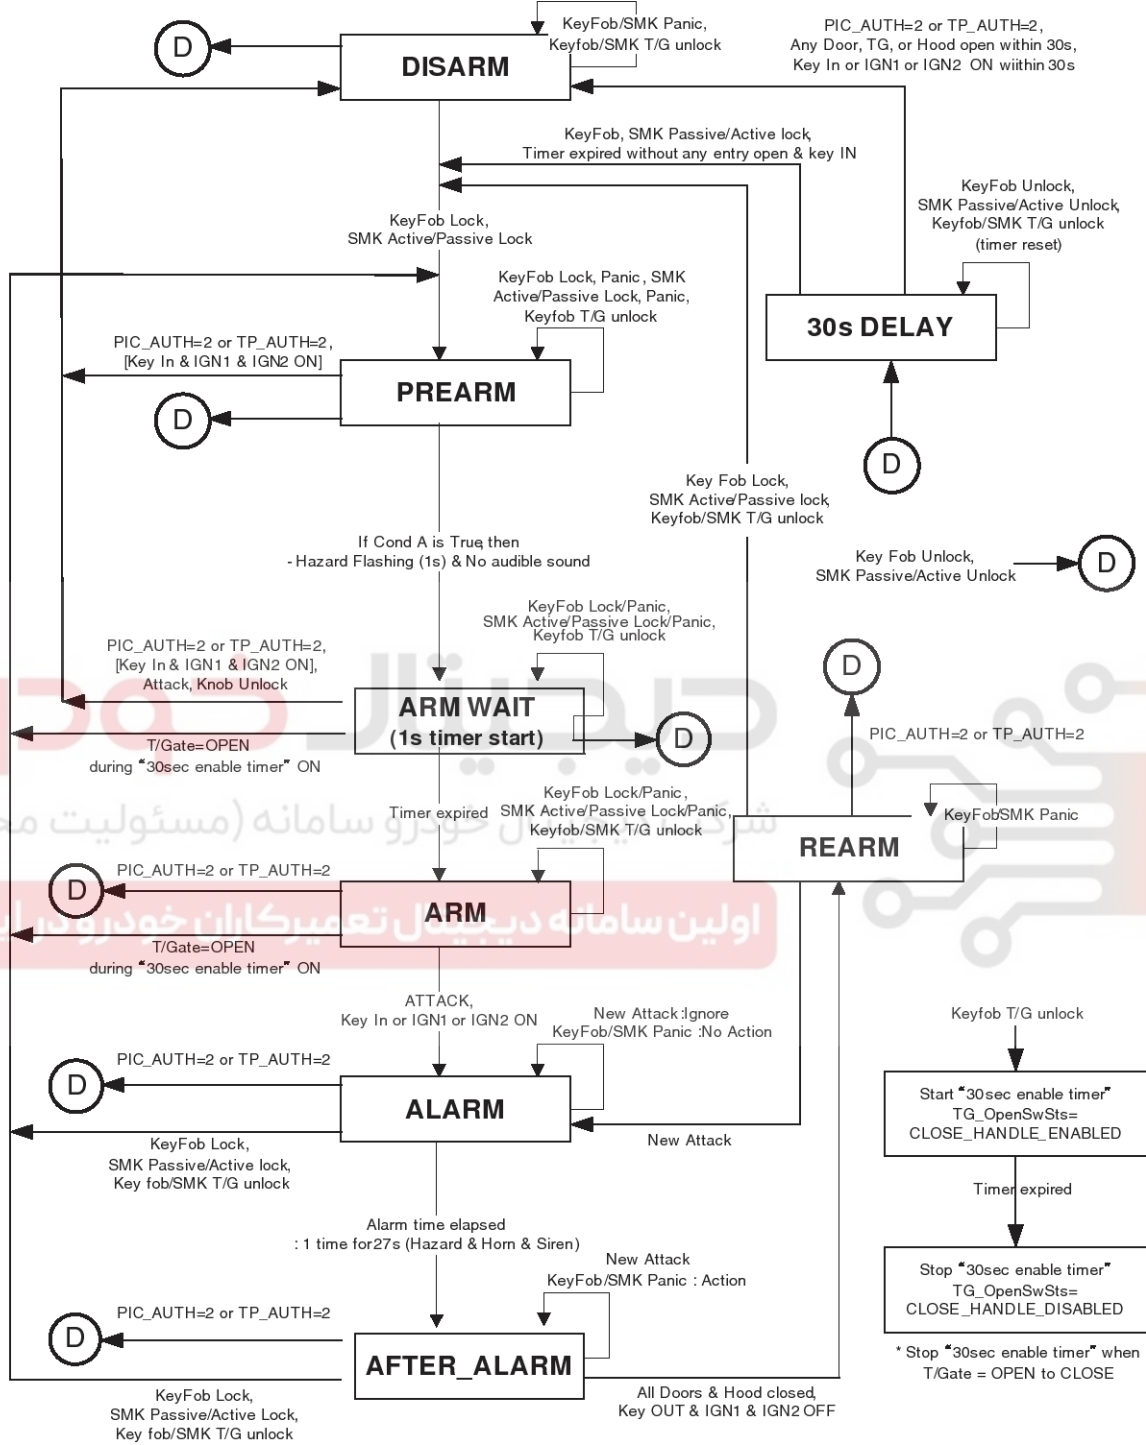 KeyFob/SMK Panic,
Keyfob/SMK T/G unlock
PIC_AUTH=2 or TP_AUTH=2,
Any Door, TG, or Hood open within 30s,
Key In or IGN1 or IGN2 ON wiithin 30s
D
DISARM
KeyFob, SMK Passive/Active lock,
Timer expired without any entry open & key IN
KeyFob Unlock,
SMK Passive/Active Unlock,
Keyfob/SMK T/G unlock
(timer reset)
KeyFob Lock,
SMK Active/Passive Lock
KeyFob Lock, Panic, SMK
Active/Passive Lock, Panic,
Keyfob T/G unlock
30s DELAY
PIC_AUTH=2 or TP_AUTH=2,
[Key In & IGN1 & IGN2 ON]
PREARM
D
D
Key Fob Lock,
SMK Active/Passive lock,
Keyfob/SMK T/G unlock
If Cond A is True, then
- Hazard Flashing (1s) & No audible sound
Key Fob Unlock,
SMK Passive/Active Unlock
D
KeyFob Lock/Panic,
SMK Active/Passive Lock/Panic,
Keyfob T/G unlock
PIC_AUTH=2 or TP_AUTH=2,
[Key In & IGN1 & IGN2 ON],
Attack, Knob Unlock
D
دیجیتال خودرو
ARM WAIT
(1s timer start)
D
PIC_AUTH=2 or TP_AUTH=2
T/Gate=OPEN
during "30sec enable timer" ON
Timer expired
KeyFob Lock/Panic,
SMK Active/Passive Lock/Panic,
Keyfob/SMK T/G unlock
KeyFob/SMK Panic
شرکت دیجیتال خودرو سامانه (مسئولیت
REARM
PIC_AUTH=2 or TP_AUTH=2
D
ARM
اولین سامانه دیجیتال تعمیرکاران خودرو در
T/Gate=OPEN
during "30sec enable timer" ON
ATTACK,
Key In or IGN1 or IGN2 ON
New Attack :Ignore
KeyFob/SMK Panic :No Action
Keyfob T/G unlock
PIC_AUTH=2 or TP_AUTH=2
D
ALARM
Start "30sec enable timer"
TG_OpenSwSts=
CLOSE_HANDLE_ENABLED
New Attack
KeyFob Lock,
SMK Passive/Active lock,
Key fob/SMK T/G unlock
Timer expired
Alarm time elapsed
: 1 time for27s (Hazard & Horn & Siren)
New Attack
KeyFob/SMK Panic : Action
Stop "30sec enable timer"
TG_OpenSwSts=
CLOSE_HANDLE_DISABLED
PIC_AUTH=2 or TP_AUTH=2
D
AFTER_ALARM
* Stop "30sec enable timer" when
T/Gate = OPEN to CLOSE
KeyFob Lock,
SMK Passive/Active Lock,
Key fob/SMK T/G unlock
All Doors & Hood closed,
Key OUT & IGN1 & IGN2 OFF